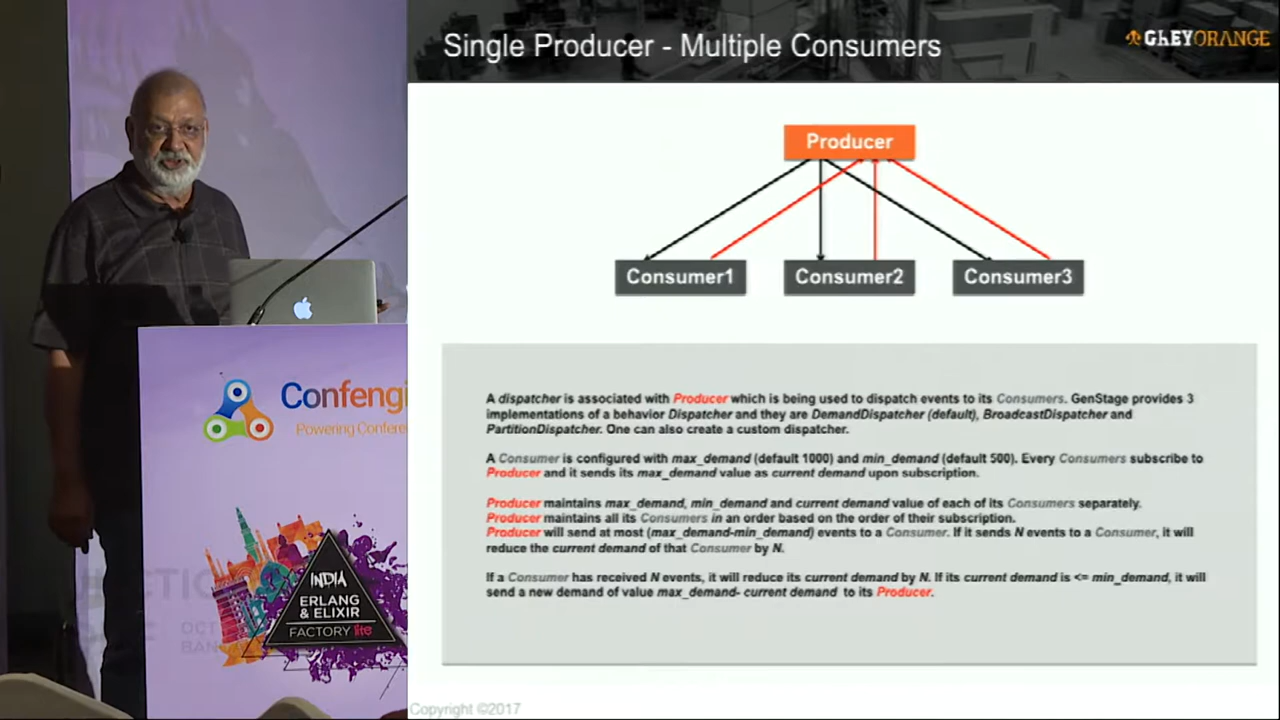 Single Producer - Multiple Consumers
GREYORANGE
Producer
Consumer1 Consumer2 Consumer3
A dispatcher is associated with Producer which is being used to dispatch events to its Consumers. GenStage provides 3
implementations of a behavior Dispatcher and they are DemandDispatcher (default), BroadcastDispatcher and
PartitionDispatcher. One can also create a custom dispatcher.
A Consumer is configured with max_demand (default 1000) and min_demand (default 500). Every Consumers subscribe to
Producer and it sends its max_demand value as current demand upon subscription.
Producer maintains max_demand, min_demand and current demand value of each of its Consumers separately.
Producer maintains all its Consumers in an order based on the order of their subscription.
Producer will send at most (max_demand-min_demand) events to a Consumer. If it sends N events to a Consumer, it will
reduce the current demand of that Consumer by N.
If a Consumer has received N events, it will reduce its current demand by N. If its current demand is <= min_demand, it will
send a new demand of value max_demand- current demand to its Producer.
Copyright ©2017
Confengi
Powering Confere
INDIA
ERLANG
& ELIXIR
FACTORY lite
OCT